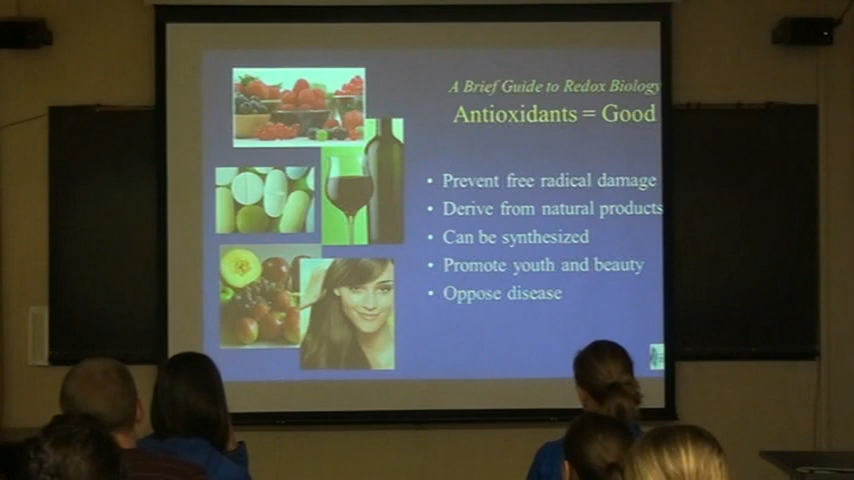 A Brief Guide to Redox Biology
Antioxidants = Good
• Prevent free radical damage
• Derive from natural products
• Can be synthesized
• Promote youth and beauty
• Oppose disease